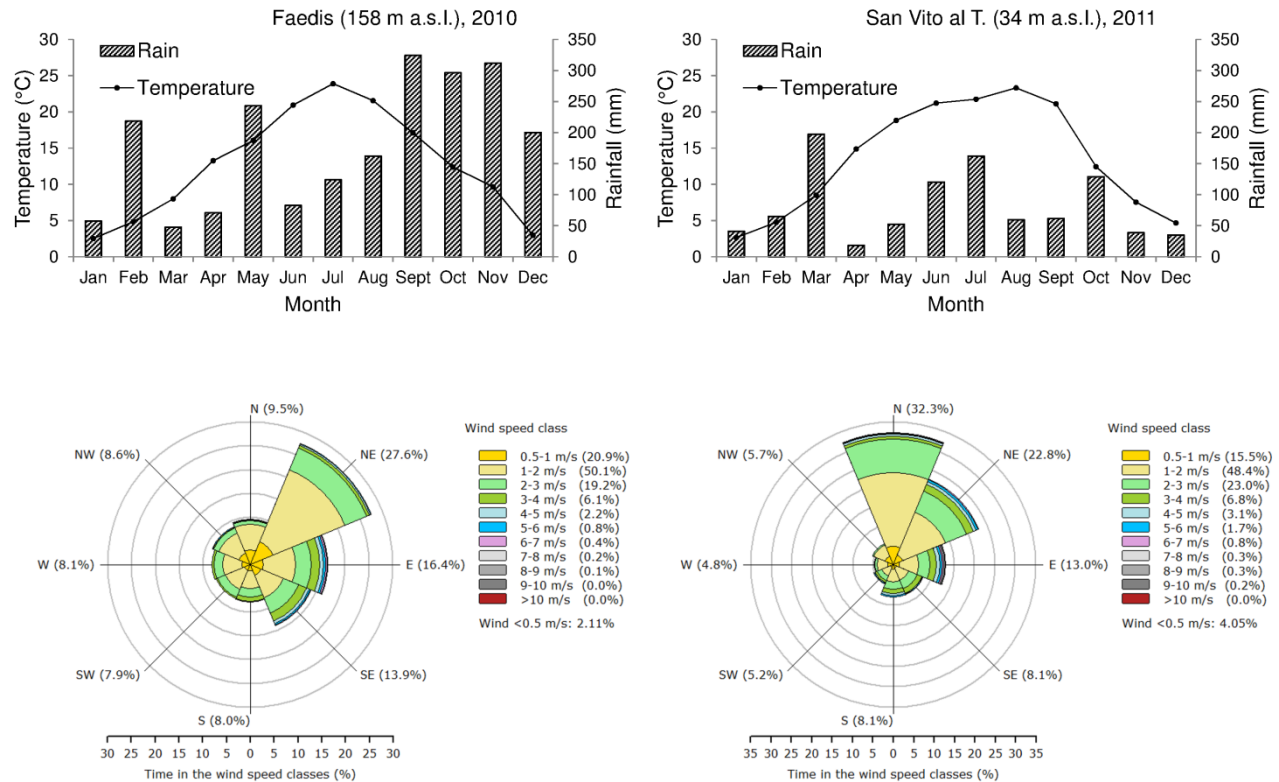 Faedis (158 m a.s.l.), 2010
30
25
20
15
10
5
0
Temperature (°C)
Rain
Temperature
350
300
250
200
150
100
50
0
Rainfall (mm)
Jan Feb Mar Apr May Jun Jul Aug Sept Oct Nov Dec
Month
San Vito al T. (34 m a.s.l.), 2011
30
25
20
15
10
5
0
Temperature (°C)
Rain
Temperature
350
300
250
200
150
100
50
0
Rainfall (mm)
Jan Feb Mar Apr May Jun Jul Aug Sept Oct Nov Dec
Month
N (9.5%)
NW (8.6%)
NE (27.6%)
W (8.1%)
E (16.4%)
SW (7.9%)
SE (13.9%)
S (8.0%)
Wind speed class
0.5-1 m/s (20.9%)
1-2 m/s (50.1%)
2-3 m/s (19.2%)
3-4 m/s (6.1%)
4-5 m/s (2.2%)
5-6 m/s (0.8%)
6-7 m/s (0.4%)
7-8 m/s (0.2%)
8-9 m/s (0.1%)
9-10 m/s (0.0%)
>10 m/s (0.0%)
Wind <0.5 m/s: 2.11%
30 25 20 15 10 5 0 5 10 15 20 25 30
Time in the wind speed classes (%)
N (32.3%)
NW (5.7%)
NE (22.8%)
W (4.8%)
E (13.0%)
SW (5.2%)
SE (8.1%)
S (8.1%)
Wind speed class
0.5-1 m/s (15.5%)
1-2 m/s (48.4%)
2-3 m/s (23.0%)
3-4 m/s (6.8%)
4-5 m/s (3.1%)
5-6 m/s (1.7%)
6-7 m/s (0.8%)
7-8 m/s (0.3%)
8-9 m/s (0.3%)
9-10 m/s (0.2%)
>10 m/s (0.0%)
Wind <0.5 m/s: 4.05%
35 30 25 20 15 10 5 0 5 10 15 20 25 30 35
Time in the wind speed classes (%)